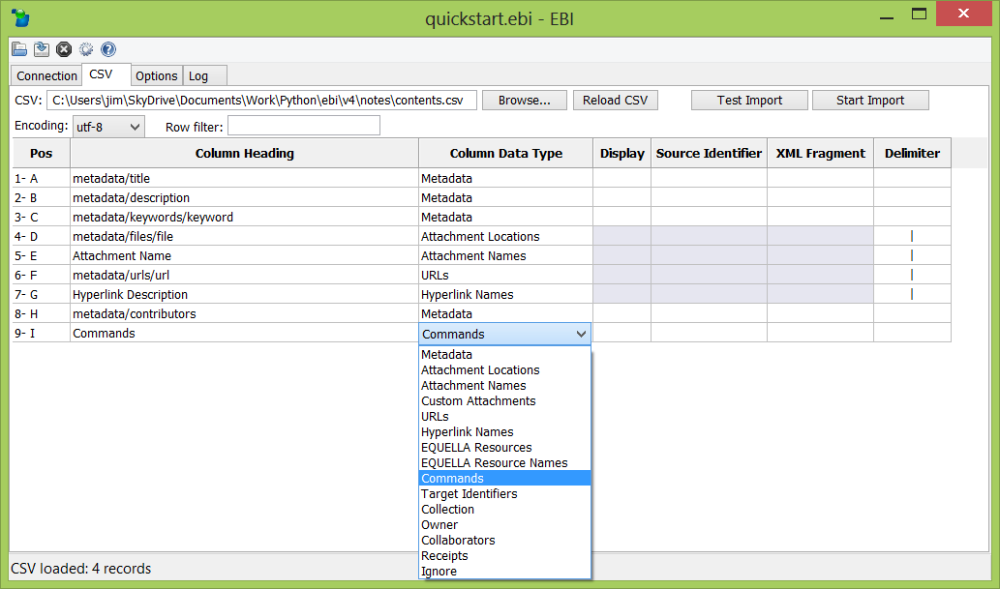 quickstart.ebi - EBI
Connection CSV Options Log
CSV: C:\Users\jim\SkyDrive\Documents\Work\Python\ebi\v4\notes\contents.csv Browse... Reload CSV Test Import Start Import
Encoding: utf-8 Row filter:
Pos Column Heading Column Data Type Display Source Identifier XML Fragment Delimiter
1- A metadata/title Metadata
2- B metadata/description Metadata
3- C metadata/keywords/keyword Metadata
4- D metadata/files/file Attachment Locations |
5- E Attachment Name Attachment Names |
6- F metadata/urls/url URLs |
7- G Hyperlink Description Hyperlink Names |
8- H metadata/contributors Metadata
9- I Commands Commands
Metadata
Attachment Locations
Attachment Names
Custom Attachments
URLs
Hyperlink Names
EQUELLA Resources
EQUELLA Resource Names
Commands
Target Identifiers
Collection
Owner
Collaborators
Receipts
Ignore
CSV loaded: 4 records